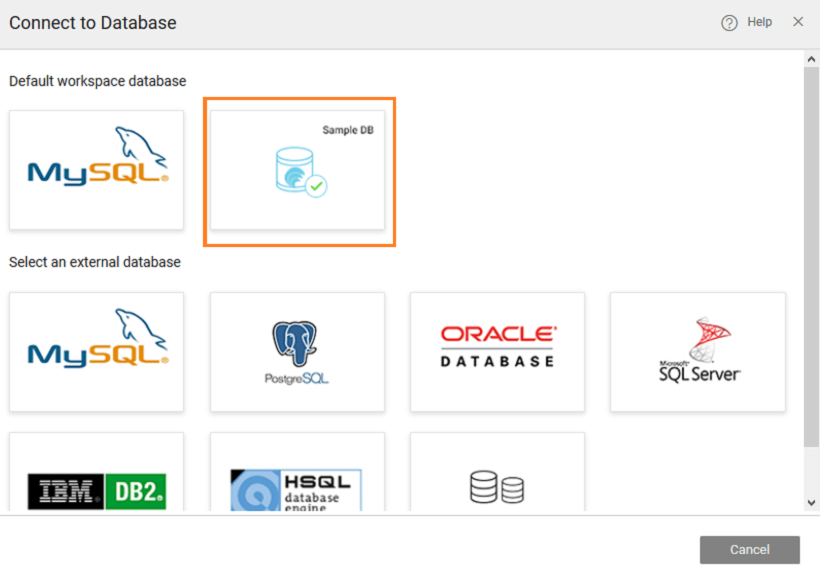 Connect to Database
Help
Default workspace database
MySQL®
Sample DB
Select an external database
MySQL®
PostgreSQL
ORACLE®
DATABASE
Microsoft®
SQL Server®
IBM® DB2®
HSQL
database
engine
Cancel